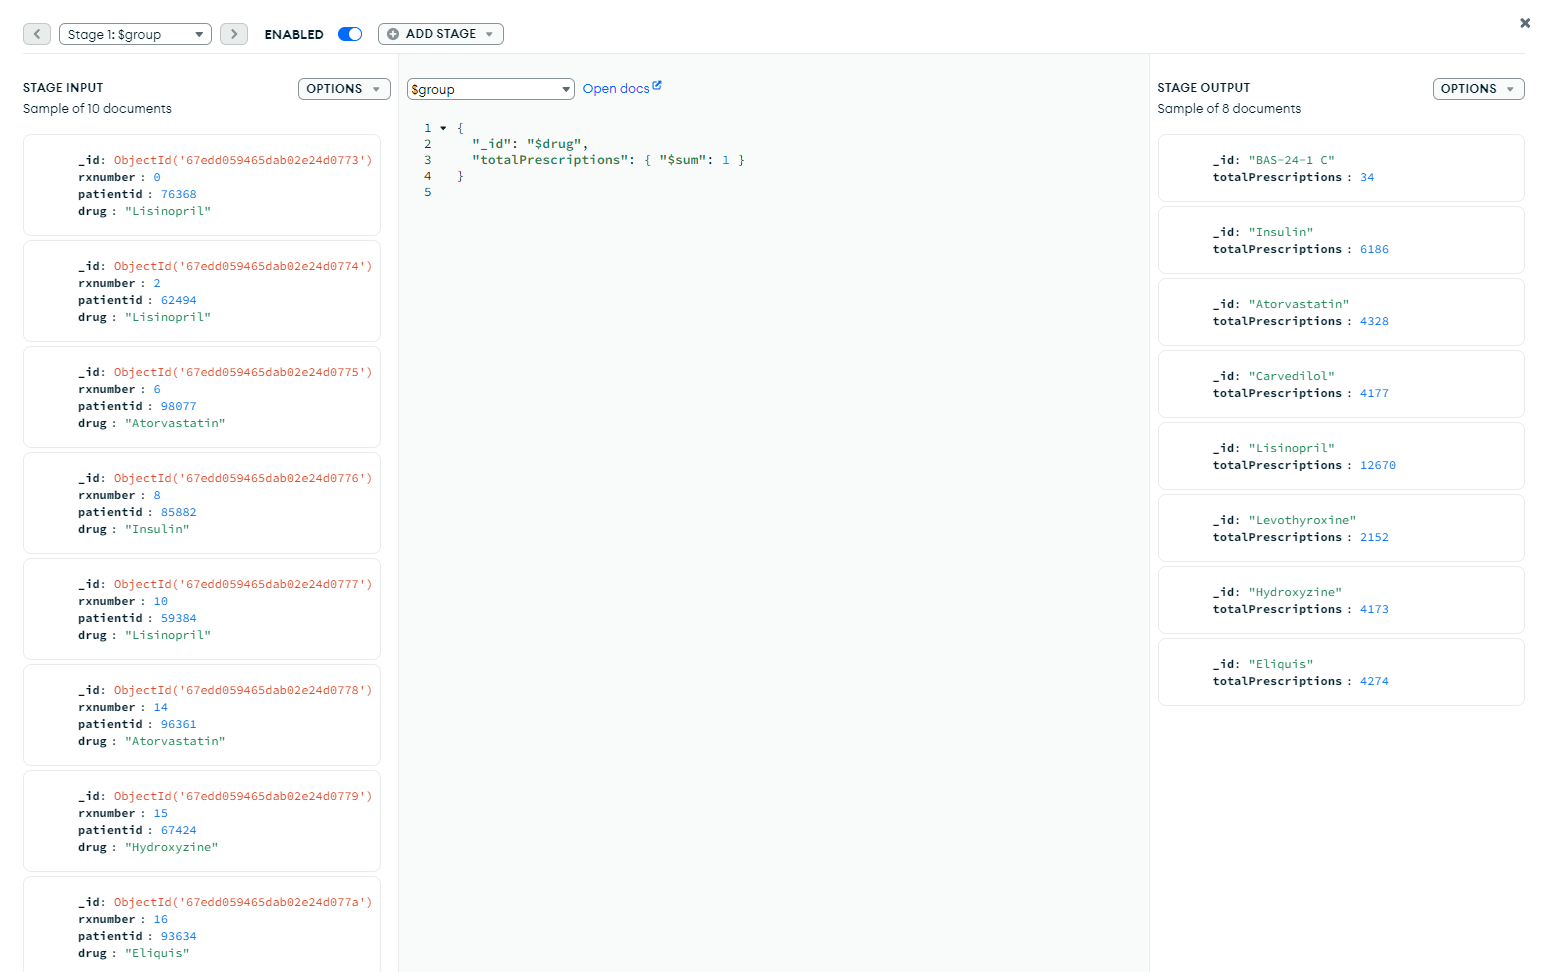 Stage 1: $group
ENABLED
ADD STAGE
STAGE INPUT
Sample of 10 documents
OPTIONS
_id: ObjectId('67edd059465dab02e24d0773')
rxnumber : 0
patientid : 76368
drug : "Lisinopril"
_id: ObjectId('67edd059465dab02e24d0774')
rxnumber : 2
patientid : 62494
drug : "Lisinopril"
_id: ObjectId('67edd059465dab02e24d0775')
rxnumber : 6
patientid : 98077
drug : "Atorvastatin"
_id: ObjectId('67edd059465dab02e24d0776')
rxnumber : 8
patientid : 85882
drug : "Insulin"
_id: ObjectId('67edd059465dab02e24d0777')
rxnumber : 10
patientid : 59384
drug : "Lisinopril"
_id: ObjectId('67edd059465dab02e24d0778')
rxnumber : 14
patientid : 96361
drug : "Atorvastatin"
_id: ObjectId('67edd059465dab02e24d0779')
rxnumber : 15
patientid : 67424
drug : "Hydroxyzine"
_id: ObjectId('67edd059465dab02e24d077a')
rxnumber : 16
patientid : 93634
drug : "Eliquis"
$group
Open docs
1 {
2 "_id": "$drug",
3 "totalPrescriptions": { "$sum": 1 }
4 }
5
STAGE OUTPUT
Sample of 8 documents
OPTIONS
_id: "BAS-24-1 C"
totalPrescriptions : 34
_id: "Insulin"
totalPrescriptions : 6186
_id: "Atorvastatin"
totalPrescriptions : 4328
_id: "Carvedilol"
totalPrescriptions : 4177
_id: "Lisinopril"
totalPrescriptions : 12670
_id: "Levothyroxine"
totalPrescriptions : 2152
_id: "Hydroxyzine"
totalPrescriptions : 4173
_id: "Eliquis"
totalPrescriptions : 4274